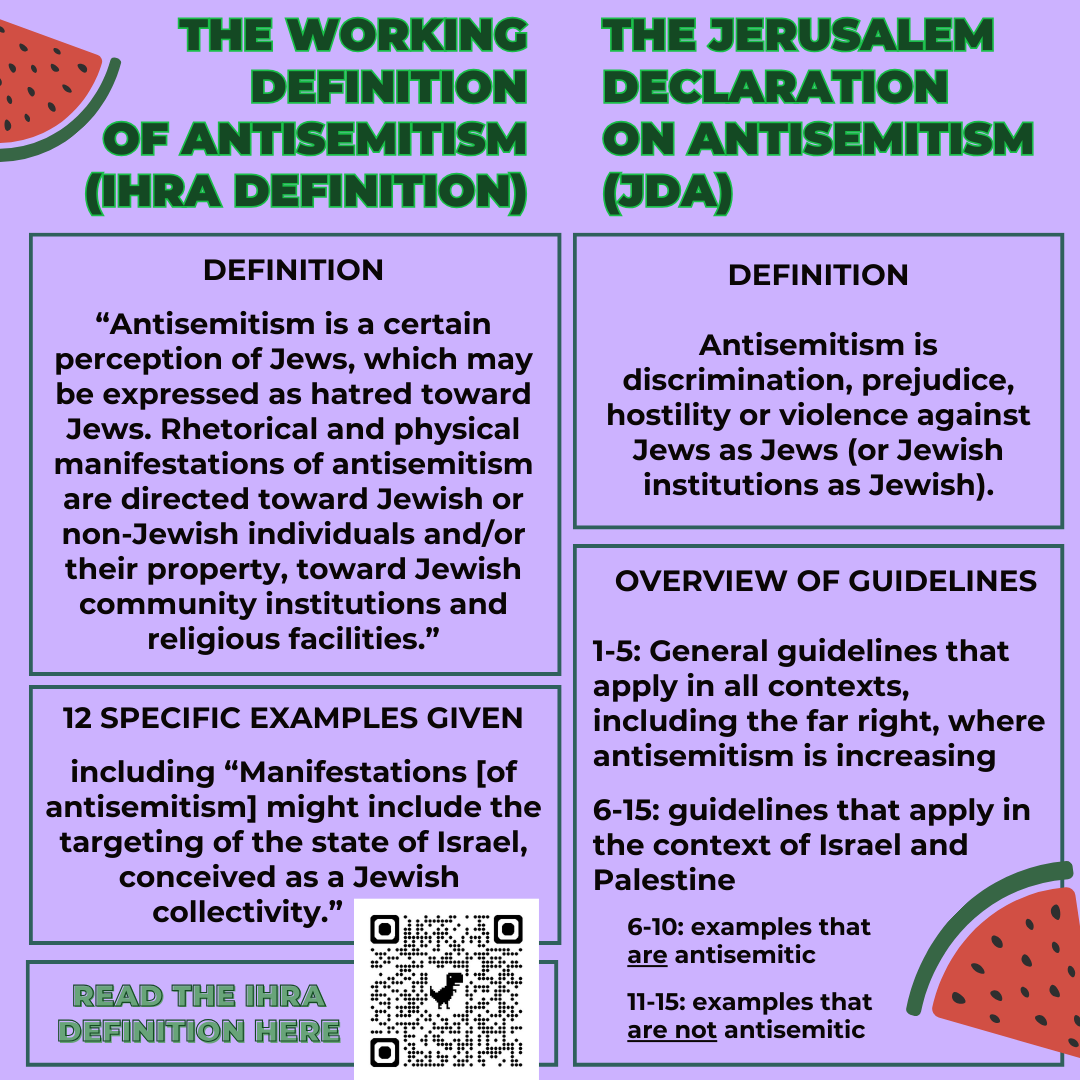 THE WORKING
DEFINITION
OF ANTISEMITISM
(IHRA DEFINITION)
DEFINITION
“Antisemitism is a certain
perception of Jews, which may
be expressed as hatred toward
Jews. Rhetorical and physical
manifestations of antisemitism
are directed toward Jewish or
non-Jewish individuals and/or
their property, toward Jewish
community institutions and
religious facilities.”
12 SPECIFIC EXAMPLES GIVEN
including “Manifestations [of
antisemitism] might include the
targeting of the state of Israel,
conceived as a Jewish
collectivity.”
READ THE IHRA
DEFINITION HERE
THE JERUSALEM
DECLARATION
ON ANTISEMITISM
(JDA)
DEFINITION
Antisemitism is
discrimination, prejudice,
hostility or violence against
Jews as Jews (or Jewish
institutions as Jewish).
OVERVIEW OF GUIDELINES
1-5: General guidelines that
apply in all contexts,
including the far right, where
antisemitism is increasing
6-15: guidelines that apply in
the context of Israel and
Palestine
6-10: examples that
are antisemitic
11-15: examples that
are not antisemitic